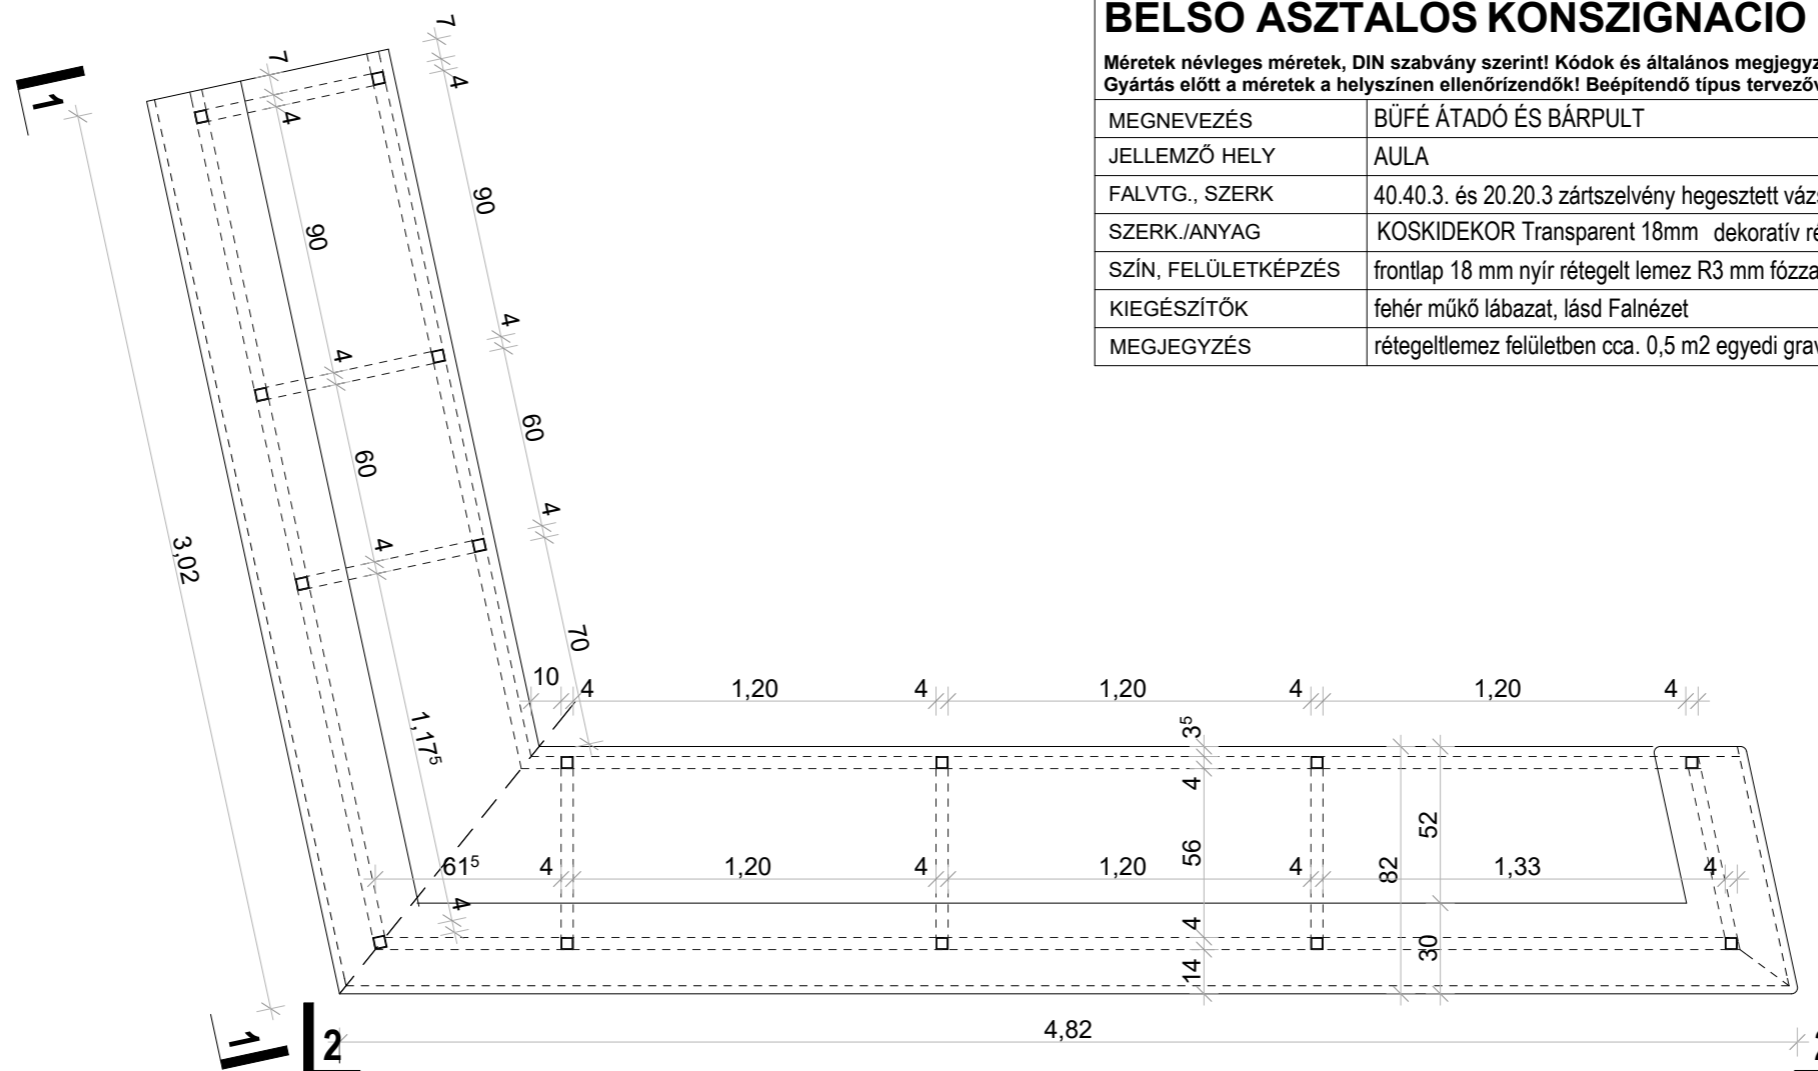 BELSŐ ASZTALOS KONSZIGNÁCIÓ
Méretek névleges méretek, DIN szabvány szerint! Kódok és általános megjegyz
Gyártás előtt a méretek a helyszínen ellenőrízendők! Beépítendő típus tervezőv
MEGNEVEZÉS BÜFÉ ÁTADÓ ÉS BÁRPULT
JELLEMZŐ HELY AULA
FALVTG., SZERK 40.40.3. és 20.20.3 zártszelvény hegesztett váz
SZERK./ANYAG KOSKIDEKOR Transparent 18mm dekoratív ré
SZÍN, FELÜLETKÉPZÉS frontlap 18 mm nyír rétegelt lemez R3 mm fózza
KIEGÉSZÍTŐK fehér műkő lábazat, lásd Falnézet
MEGJEGYZÉS rétegeltlemez felületben cca. 0,5 m2 egyedi grav
1
7
4
90
4
60
4
70
7
4
90
4
60
4
1,17⁵
4
3,02
1
10 4 1,20 4 1,20 4 1,20 4
3⁵
4
56
4
14
82
52
30
61⁵ 4 1,20 4 1,20 4 1,33 4
2 4,82 2